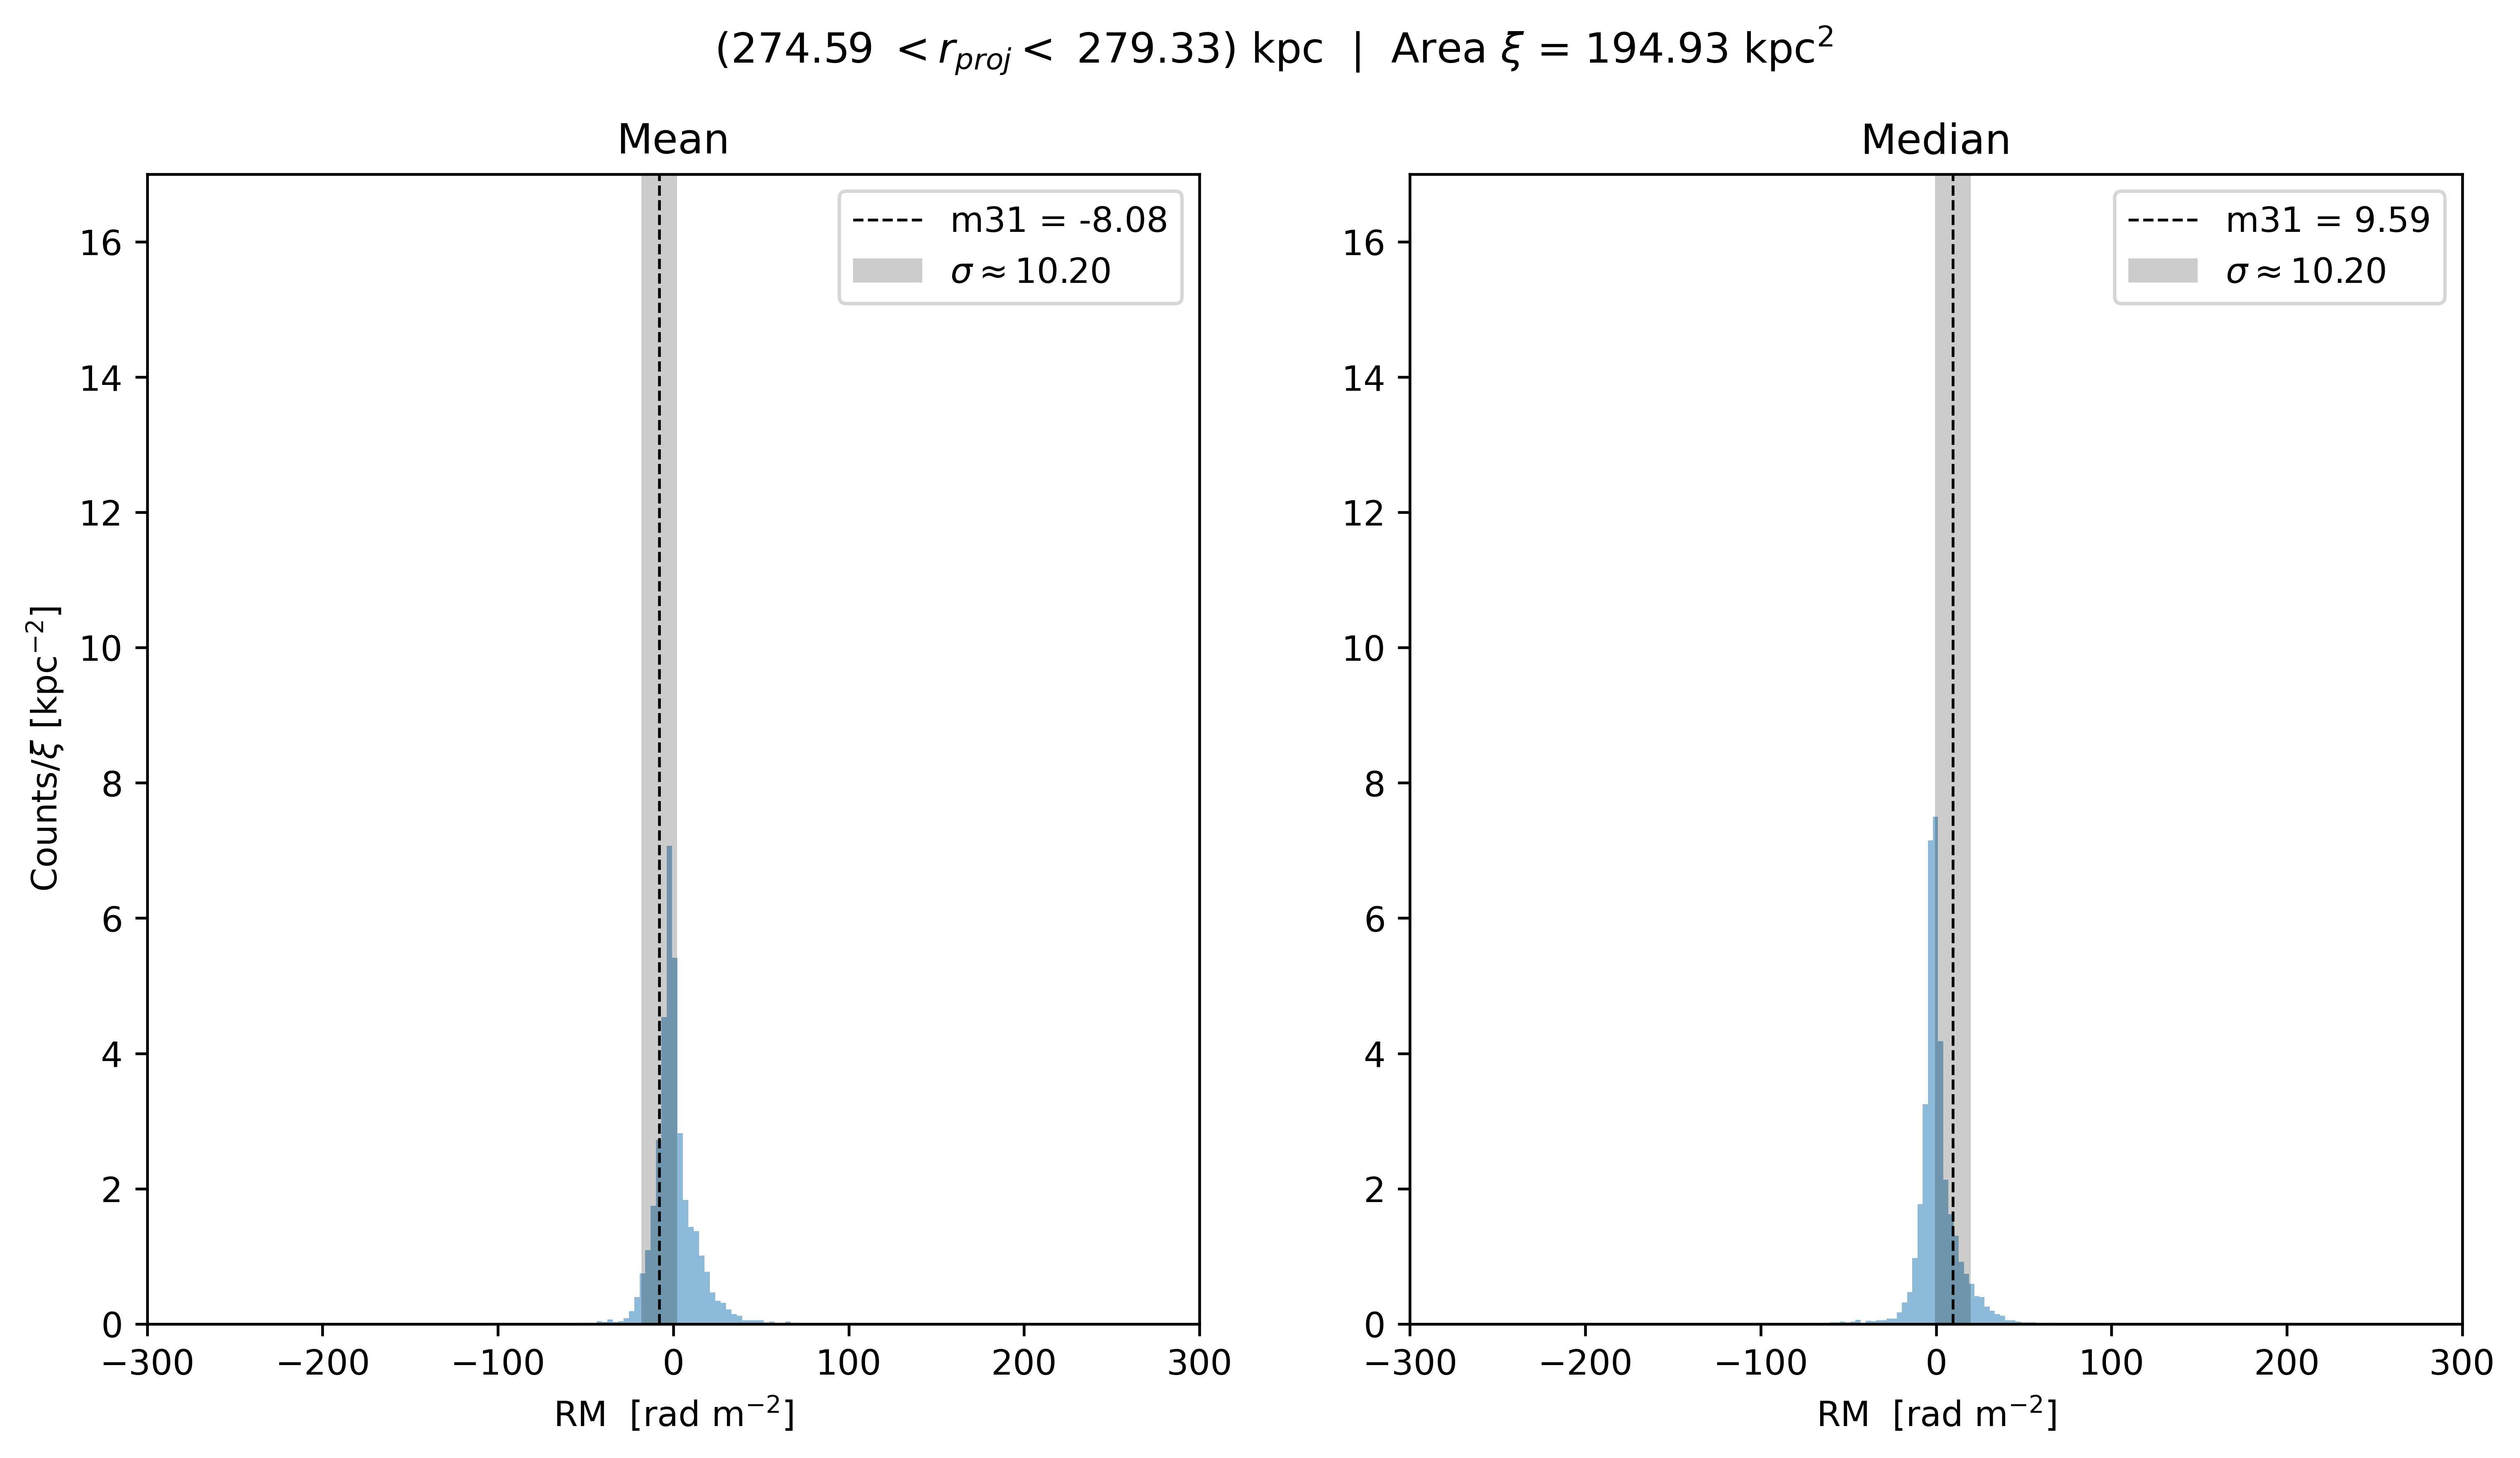 (274.59 < r_proj < 279.33) kpc | Area ξ = 194.93 kpc²
Mean
m31 = -8.08
σ ≈ 10.20
16
14
12
10
8
6
4
2
0
Counts/ξ [kpc⁻²]
−300 −200 −100 0 100 200 300
RM [rad m⁻²]
Median
m31 = 9.59
σ ≈ 10.20
16
14
12
10
8
6
4
2
0
−300 −200 −100 0 100 200 300
RM [rad m⁻²]